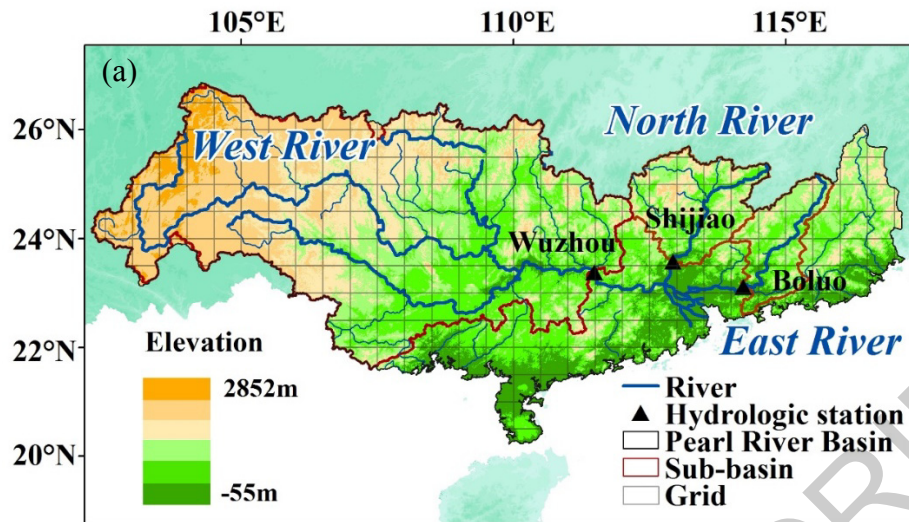 105°E 110°E 115°E
(a)
26°N
24°N
22°N
20°N
West River
North River
Shijiao
Wuzhou
Boluo
East River
Elevation
2852m
-55m
River
Hydrologic station
Pearl River Basin
Sub-basin
Grid